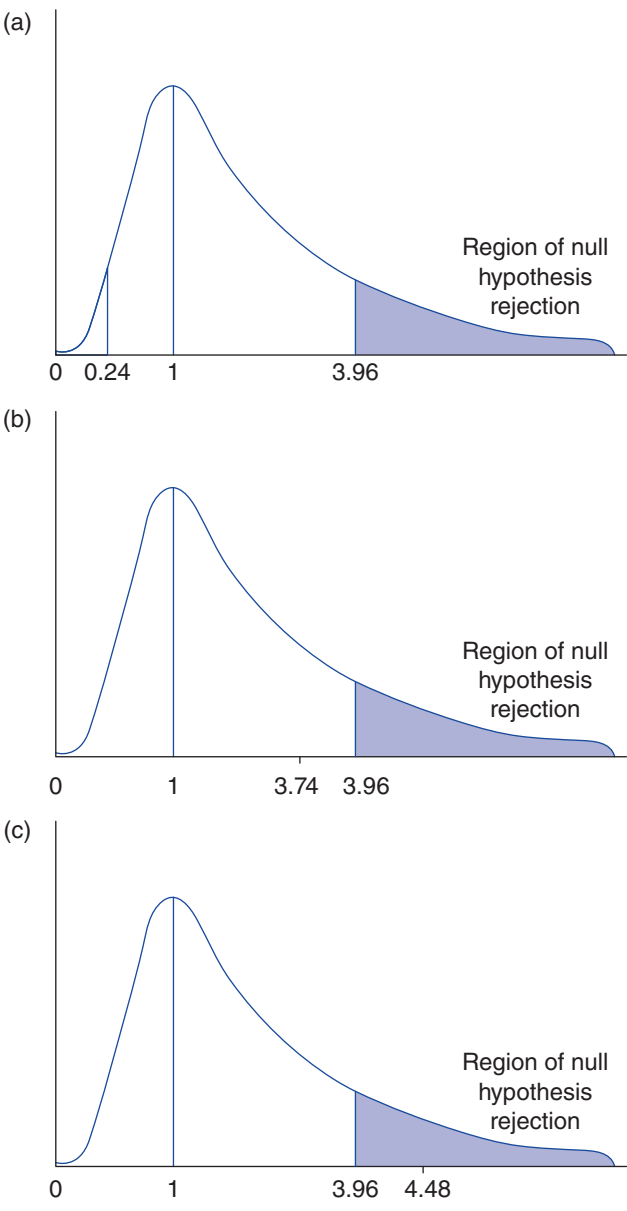 (a)
Region of null
hypothesis
rejection
0 0.24 1 3.96
(b)
Region of null
hypothesis
rejection
0 1 3.74 3.96
(c)
Region of null
hypothesis
rejection
0 1 3.96 4.48